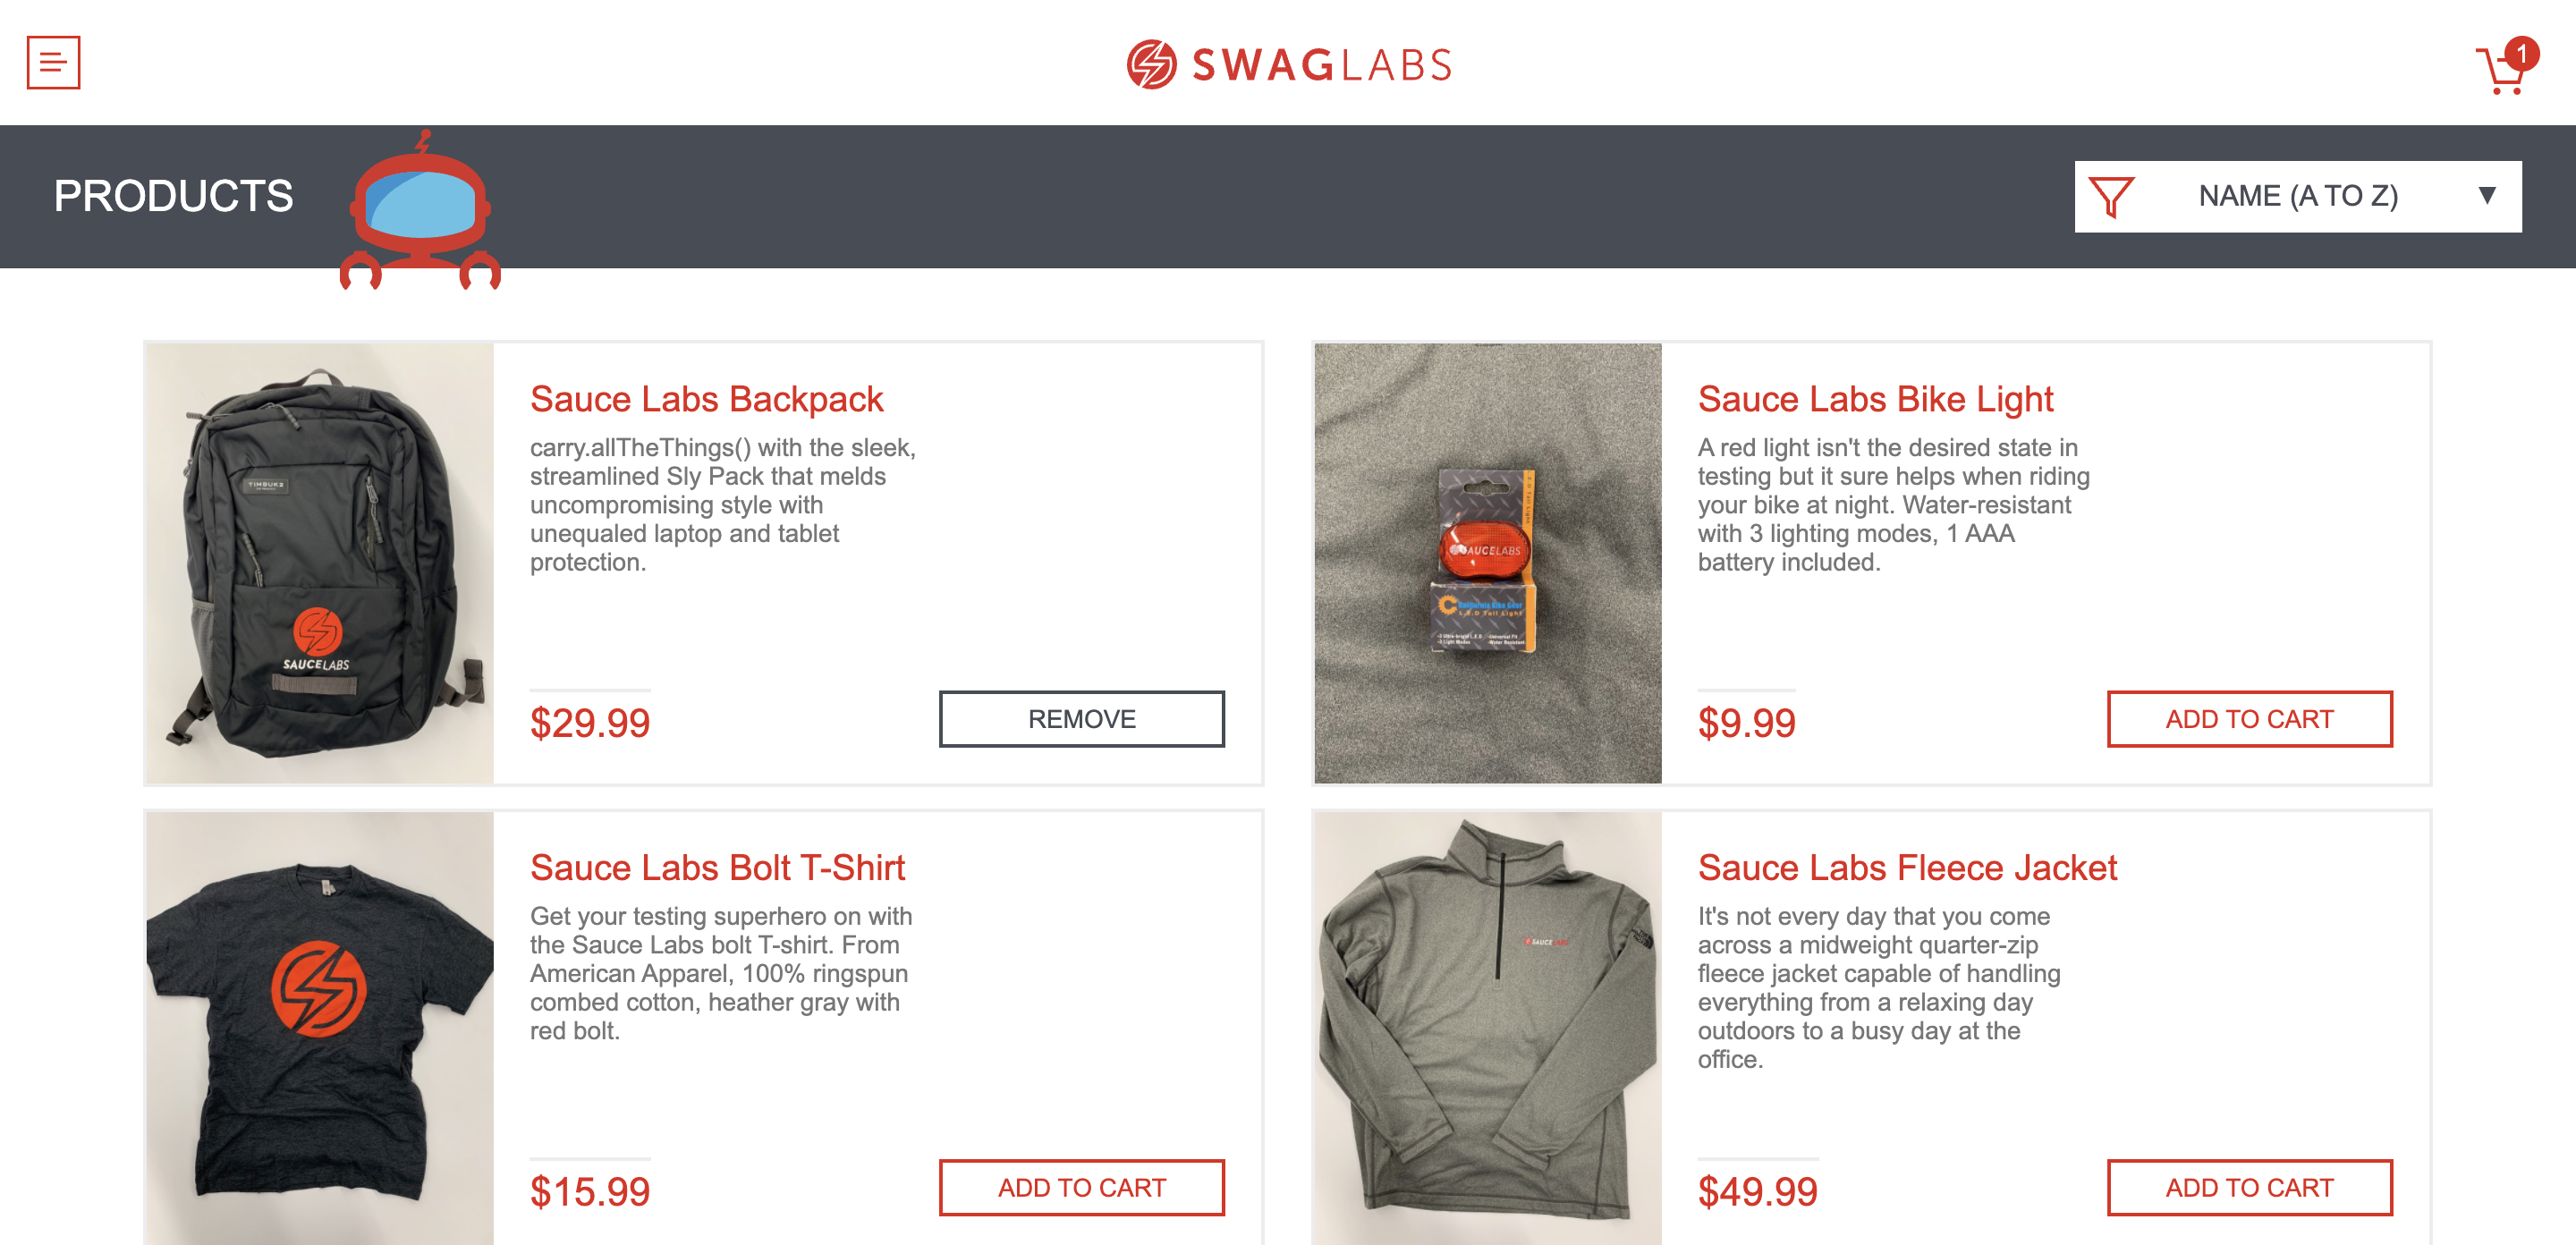 SWAGLABS
1
PRODUCTS
NAME (A TO Z)
TIMBUK2
SAUCELABS
Sauce Labs Backpack
carry.allTheThings() with the sleek,
streamlined Sly Pack that melds
uncompromising style with
unequaled laptop and tablet
protection.
$29.99
REMOVE
SAUCELABS
California Bike Gear
L.E.D Tail Light
Sauce Labs Bike Light
A red light isn't the desired state in
testing but it sure helps when riding
your bike at night. Water-resistant
with 3 lighting modes, 1 AAA
battery included.
$9.99
ADD TO CART
Sauce Labs Bolt T-Shirt
Get your testing superhero on with
the Sauce Labs bolt T-shirt. From
American Apparel, 100% ringspun
combed cotton, heather gray with
red bolt.
$15.99
ADD TO CART
SAUCELABS
Sauce Labs Fleece Jacket
It's not every day that you come
across a midweight quarter-zip
fleece jacket capable of handling
everything from a relaxing day
outdoors to a busy day at the
office.
$49.99
ADD TO CART